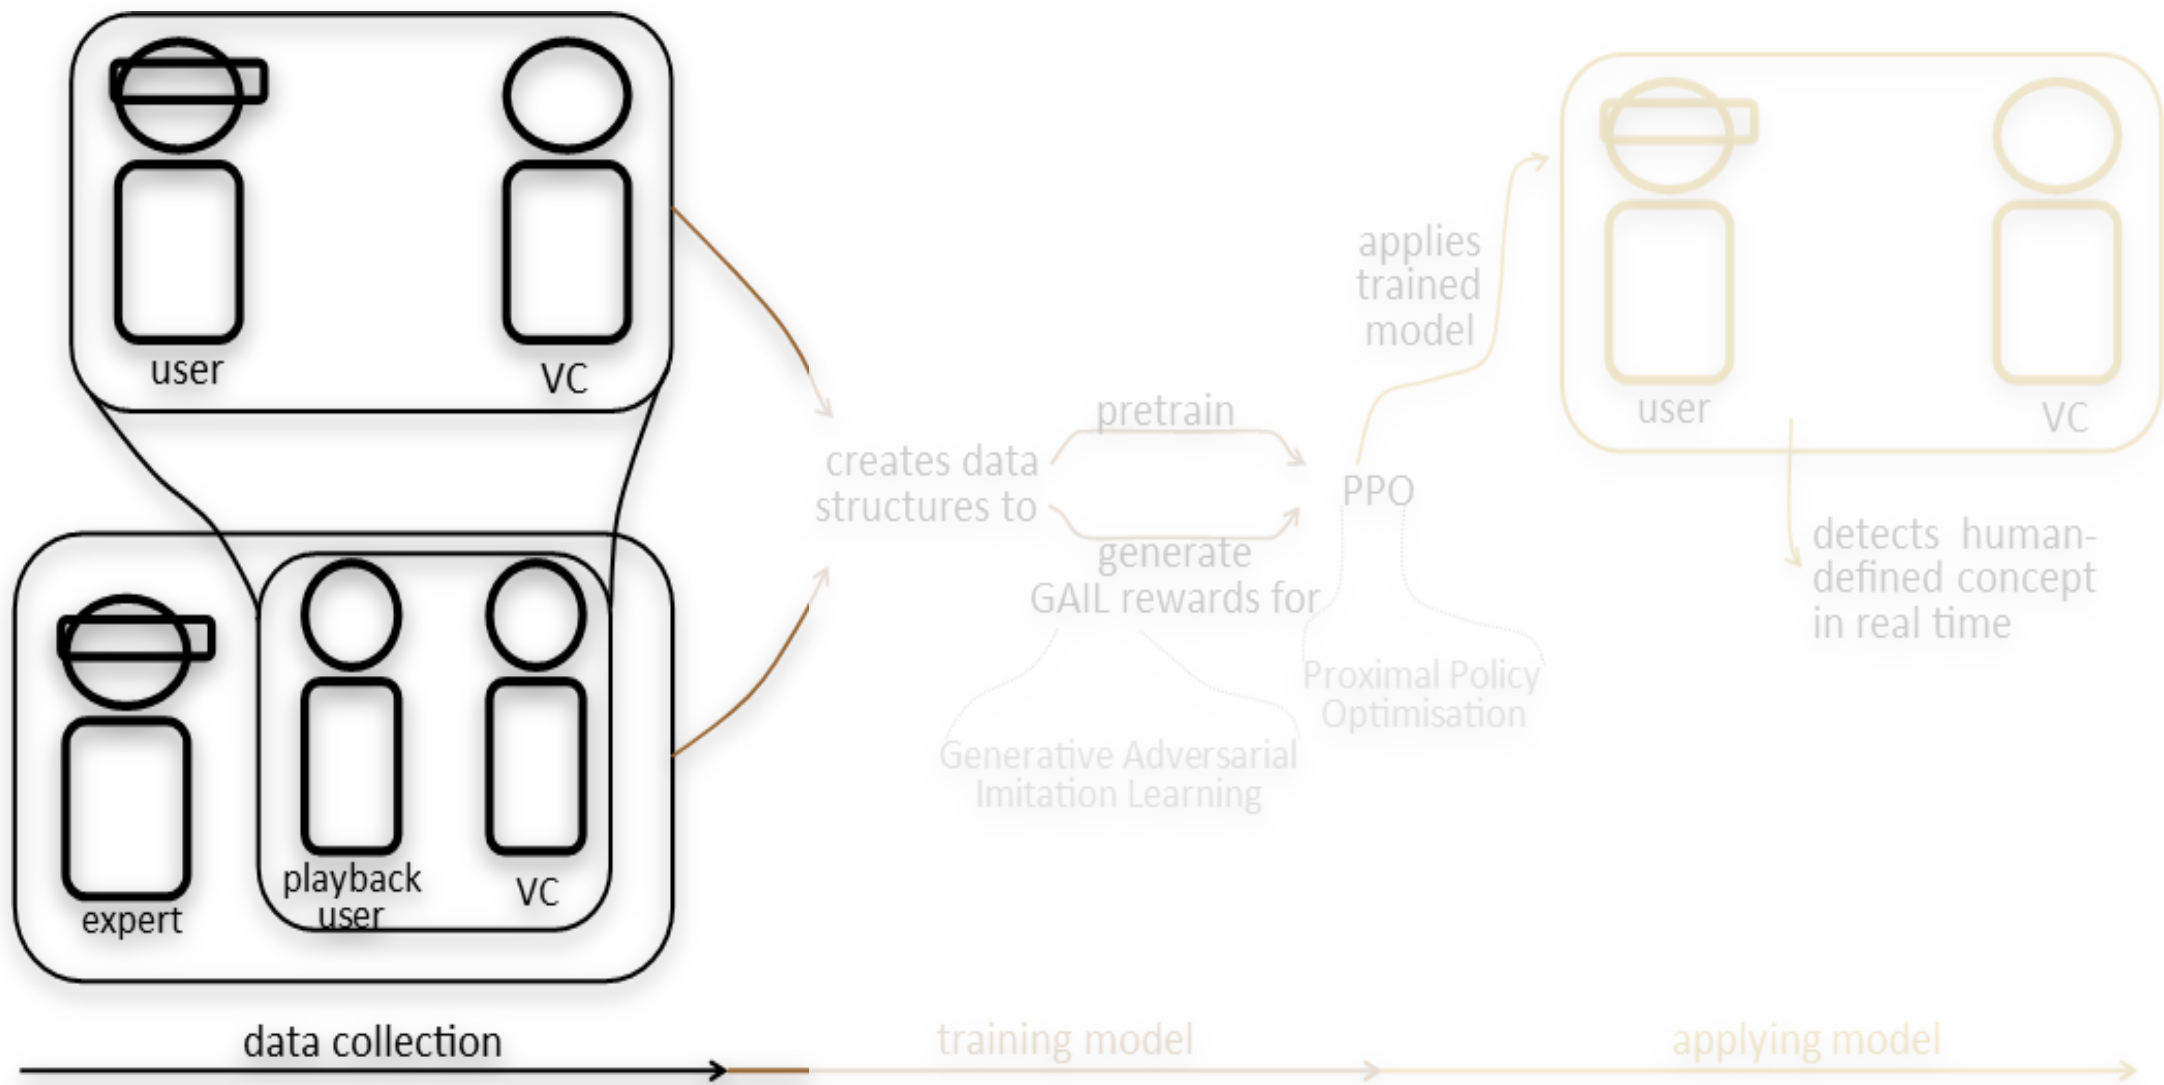 user
VC
playback
user
VC
expert
data collection
creates data
structures to
pretrain
generate
GAIL rewards for
Generative Adversarial
Imitation Learning
PPO
Proximal Policy
Optimisation
training model
applies
trained
model
user
VC
detects human-
defined concept
in real time
applying model